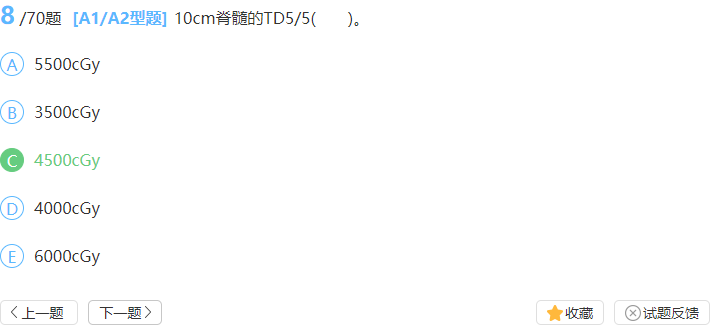 8 /70题 [A1/A2型题] 10cm脊髓的TD5/5( )。
A 5500cGy
B 3500cGy
C 4500cGy
D 4000cGy
E 6000cGy
上一题 下一题 收藏 试题反馈